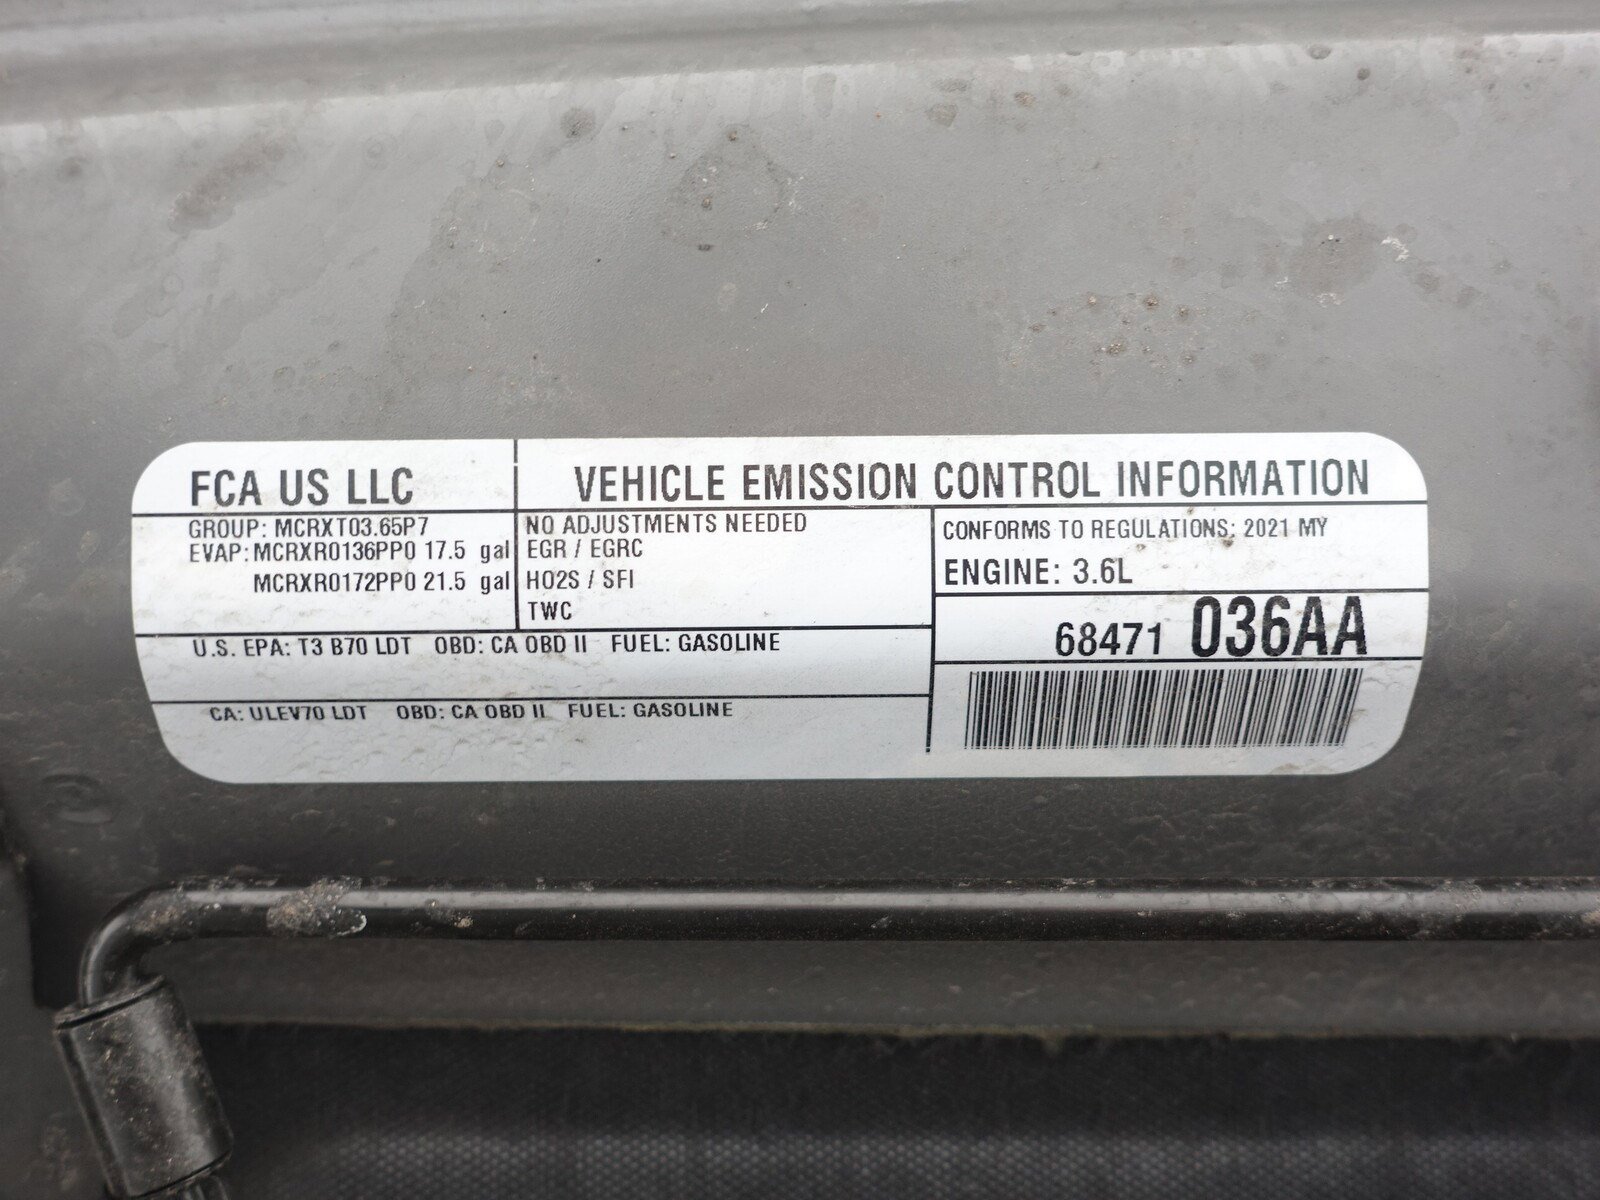 FCA US LLC
VEHICLE EMISSION CONTROL INFORMATION
GROUP: MCRXT03.65P7
EVAP: MCRXR0136PP0 17.5 gal
MCRXR0172PP0 21.5 gal
NO ADJUSTMENTS NEEDED
EGR / EGRC
HO2S / SFI
TWC
CONFORMS TO REGULATIONS: 2021 MY
ENGINE: 3.6L
68471 036AA
U.S. EPA: T3 B70 LDT OBD: CA OBD II FUEL: GASOLINE
CA: ULEV70 LDT OBD: CA OBD II FUEL: GASOLINE